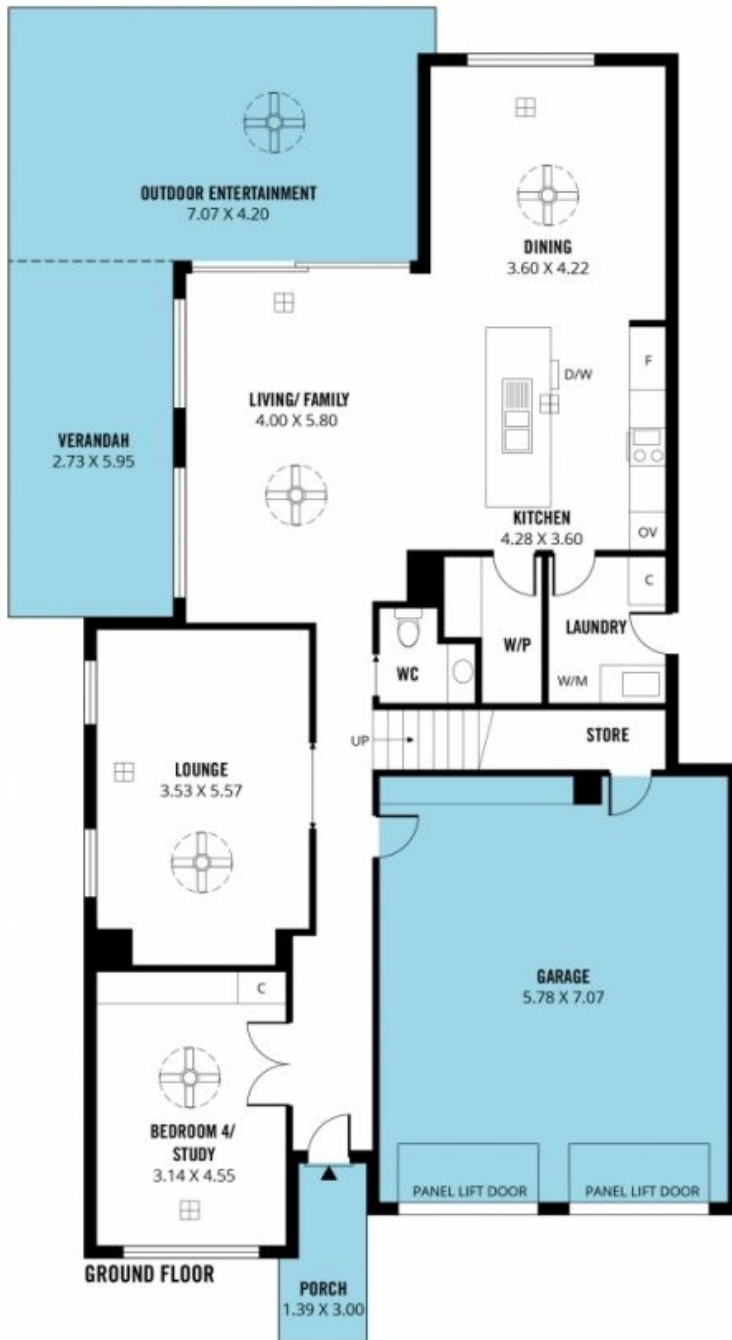 OUTDOOR ENTERTAINMENT
7.07 X 4.20
DINING
3.60 X 4.22
F
D/W
LIVING/ FAMILY
4.00 X 5.80
VERANDAH
2.73 X 5.95
KITCHEN
4.28 X 3.60
OV
C
LAUNDRY
W/P
WC
W/M
UP
STORE
LOUNGE
3.53 X 5.57
GARAGE
5.78 X 7.07
C
BEDROOM 4/
STUDY
3.14 X 4.55
PANEL LIFT DOOR
PANEL LIFT DOOR
GROUND FLOOR
PORCH
1.39 X 3.00